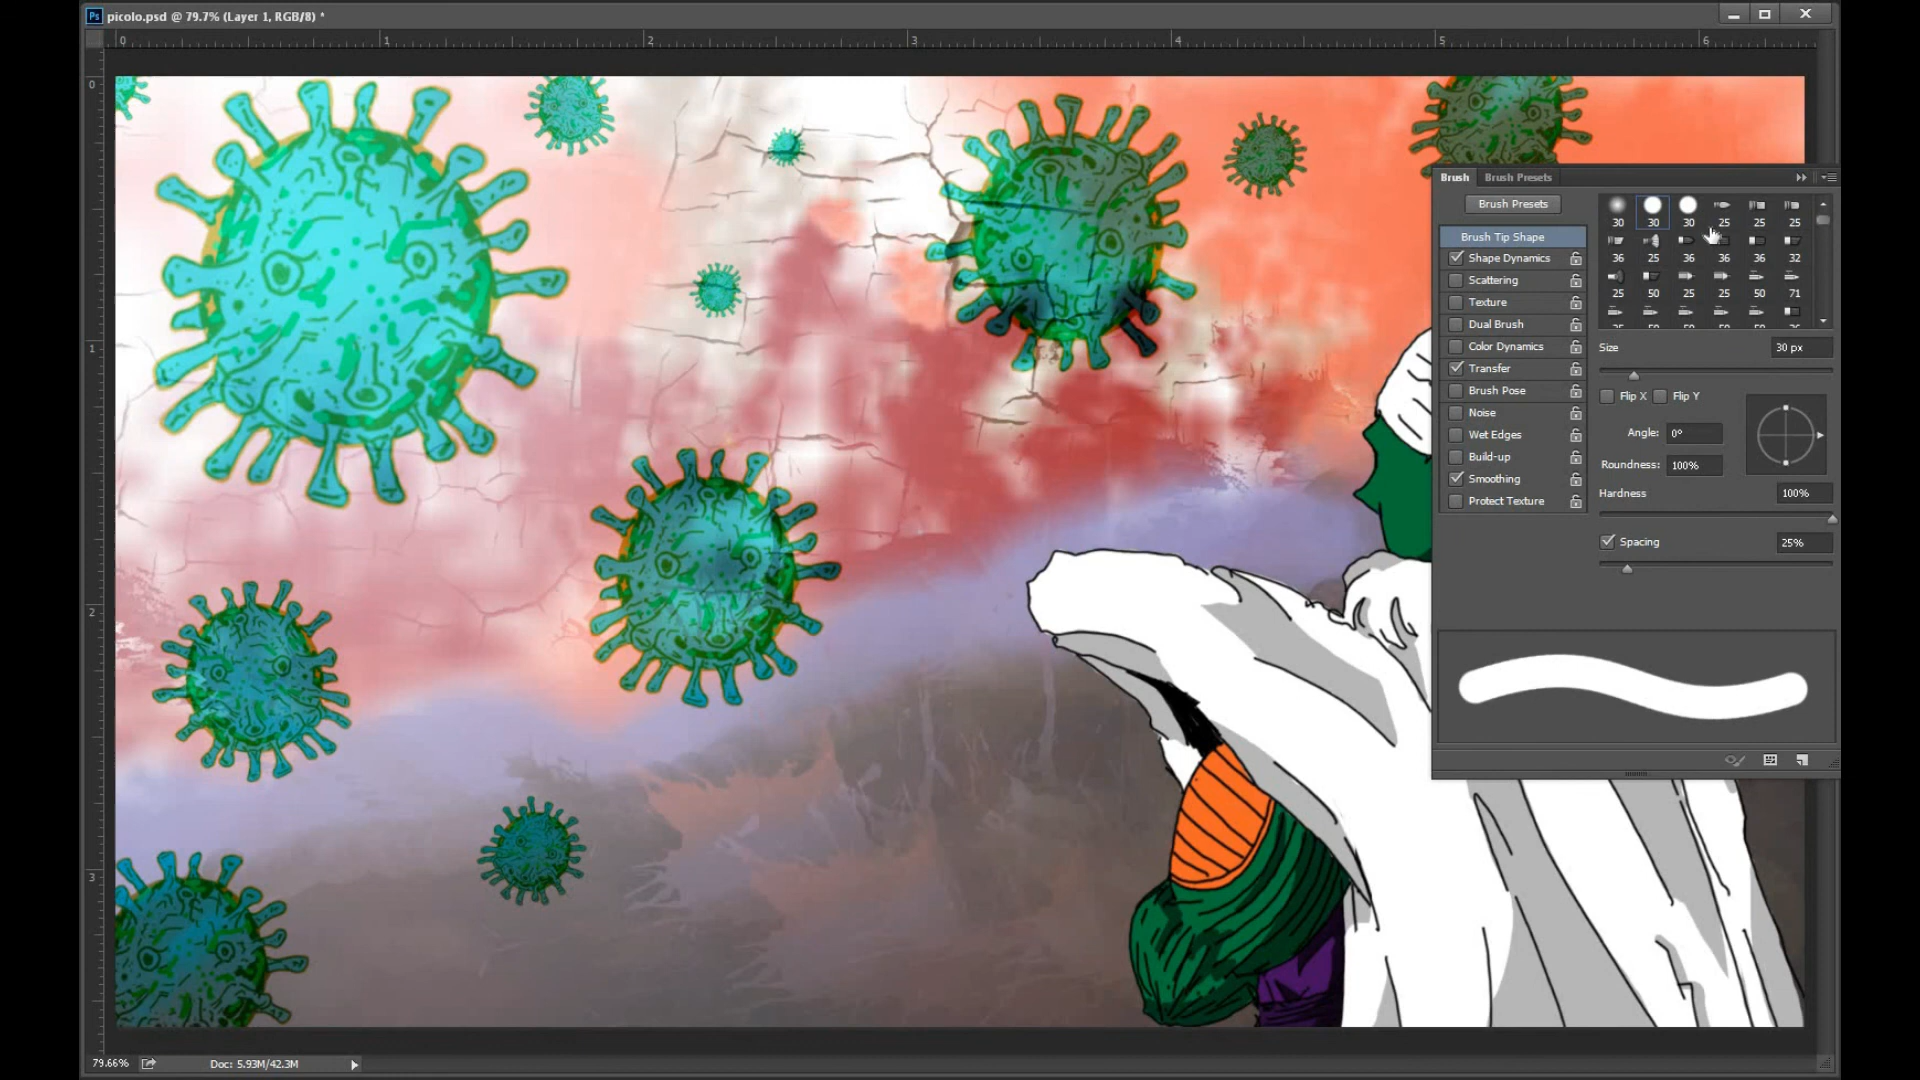 Ps picolo.psd @ 79.7% (Layer 1, RGB/8) *
0 1 2 3 4 5 6
0
1
2
3
Brush Brush Presets
Brush Presets
Brush Tip Shape
Shape Dynamics
Scattering
Texture
Dual Brush
Color Dynamics
Transfer
Brush Pose
Noise
Wet Edges
Build-up
Smoothing
Protect Texture
30 30 30 25 25 25
36 25 36 36 36 32
25 50 25 25 50 71
Size 30 px
Flip X Flip Y
Angle: 0°
Roundness: 100%
Hardness 100%
Spacing 25%
79.66% Doc: 5.93M/42.3M